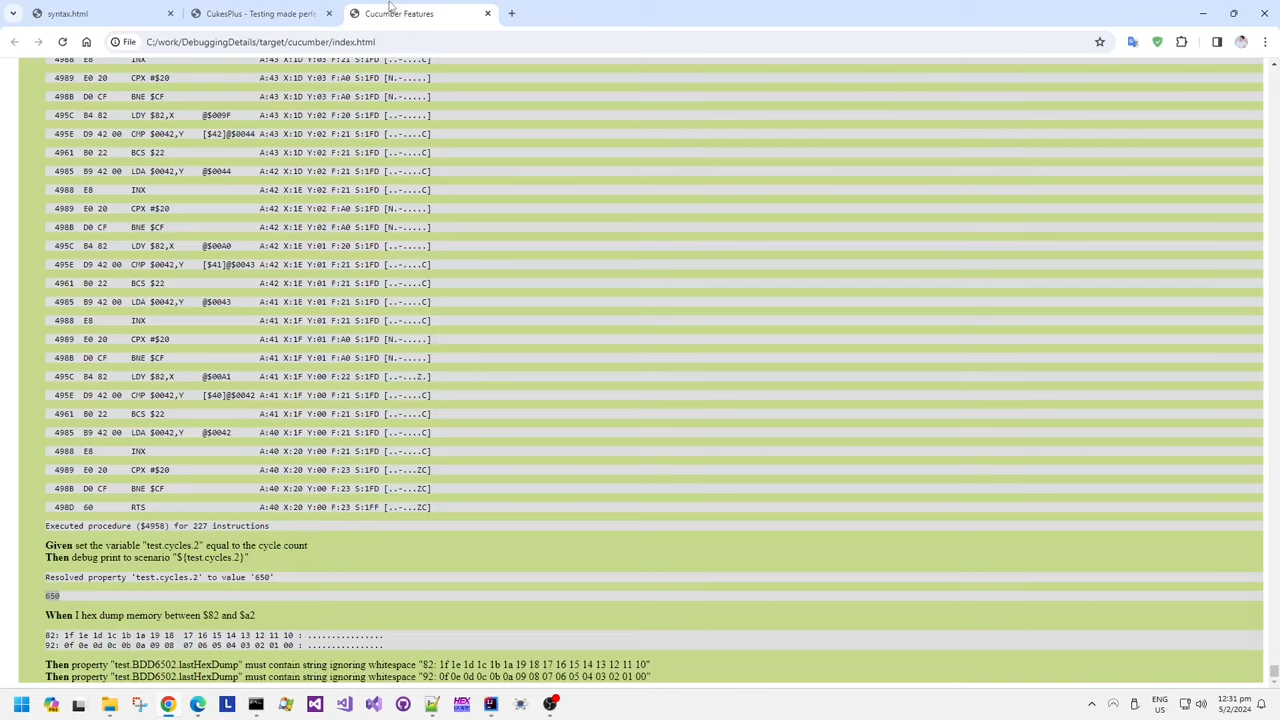 syntax.html
CukesPlus - Testing made perfe
Cucumber Features
File C:/work/DebuggingDetails/target/cucumber/index.html
4988 E8 INX A:43 X:1D Y:03 F:21 S:1FD [..-....C]
4989 E0 20 CPX #$20 A:43 X:1D Y:03 F:A0 S:1FD [N.-.....]
498B D0 CF BNE $CF A:43 X:1D Y:03 F:A0 S:1FD [N.-.....]
495C B4 82 LDY $82,X @$009F A:43 X:1D Y:02 F:20 S:1FD [..-.....]
495E D9 42 00 CMP $0042,Y [$42]@$0044 A:43 X:1D Y:02 F:21 S:1FD [..-....C]
4961 B0 22 BCS $22 A:43 X:1D Y:02 F:21 S:1FD [..-....C]
4985 B9 42 00 LDA $0042,Y @$0044 A:42 X:1D Y:02 F:21 S:1FD [..-....C]
4988 E8 INX A:42 X:1E Y:02 F:21 S:1FD [..-....C]
4989 E0 20 CPX #$20 A:42 X:1E Y:02 F:A0 S:1FD [N.-.....]
498B D0 CF BNE $CF A:42 X:1E Y:02 F:A0 S:1FD [N.-.....]
495C B4 82 LDY $82,X @$00A0 A:42 X:1E Y:01 F:20 S:1FD [..-.....]
495E D9 42 00 CMP $0042,Y [$41]@$0043 A:42 X:1E Y:01 F:21 S:1FD [..-....C]
4961 B0 22 BCS $22 A:42 X:1E Y:01 F:21 S:1FD [..-....C]
4985 B9 42 00 LDA $0042,Y @$0043 A:41 X:1E Y:01 F:21 S:1FD [..-....C]
4988 E8 INX A:41 X:1F Y:01 F:21 S:1FD [..-....C]
4989 E0 20 CPX #$20 A:41 X:1F Y:01 F:A0 S:1FD [N.-.....]
498B D0 CF BNE $CF A:41 X:1F Y:01 F:A0 S:1FD [N.-.....]
495C B4 82 LDY $82,X @$00A1 A:41 X:1F Y:00 F:22 S:1FD [..-...Z.]
495E D9 42 00 CMP $0042,Y [$40]@$0042 A:41 X:1F Y:00 F:21 S:1FD [..-....C]
4961 B0 22 BCS $22 A:41 X:1F Y:00 F:21 S:1FD [..-....C]
4985 B9 42 00 LDA $0042,Y @$0042 A:40 X:1F Y:00 F:21 S:1FD [..-....C]
4988 E8 INX A:40 X:20 Y:00 F:21 S:1FD [..-....C]
4989 E0 20 CPX #$20 A:40 X:20 Y:00 F:23 S:1FD [..-...ZC]
498B D0 CF BNE $CF A:40 X:20 Y:00 F:23 S:1FD [..-...ZC]
498D 60 RTS A:40 X:20 Y:00 F:23 S:1FF [..-...ZC]
Executed procedure ($4958) for 227 instructions
Given set the variable "test.cycles.2" equal to the cycle count
Then debug print to scenario "${test.cycles.2}"
Resolved property 'test.cycles.2' to value '650'
650
When I hex dump memory between $82 and $a2
82: 1f 1e 1d 1c 1b 1a 19 18 17 16 15 14 13 12 11 10 : ................
92: 0f 0e 0d 0c 0b 0a 09 08 07 06 05 04 03 02 01 00 : ................
Then property "test.BDD6502.lastHexDump" must contain string ignoring whitespace "82: 1f 1e 1d 1c 1b 1a 19 18 17 16 15 14 13 12 11 10"
Then property "test.BDD6502.lastHexDump" must contain string ignoring whitespace "92: 0f 0e 0d 0c 0b 0a 09 08 07 06 05 04 03 02 01 00"
L
HEX
ENG
US
12:31 pm
5/2/2024